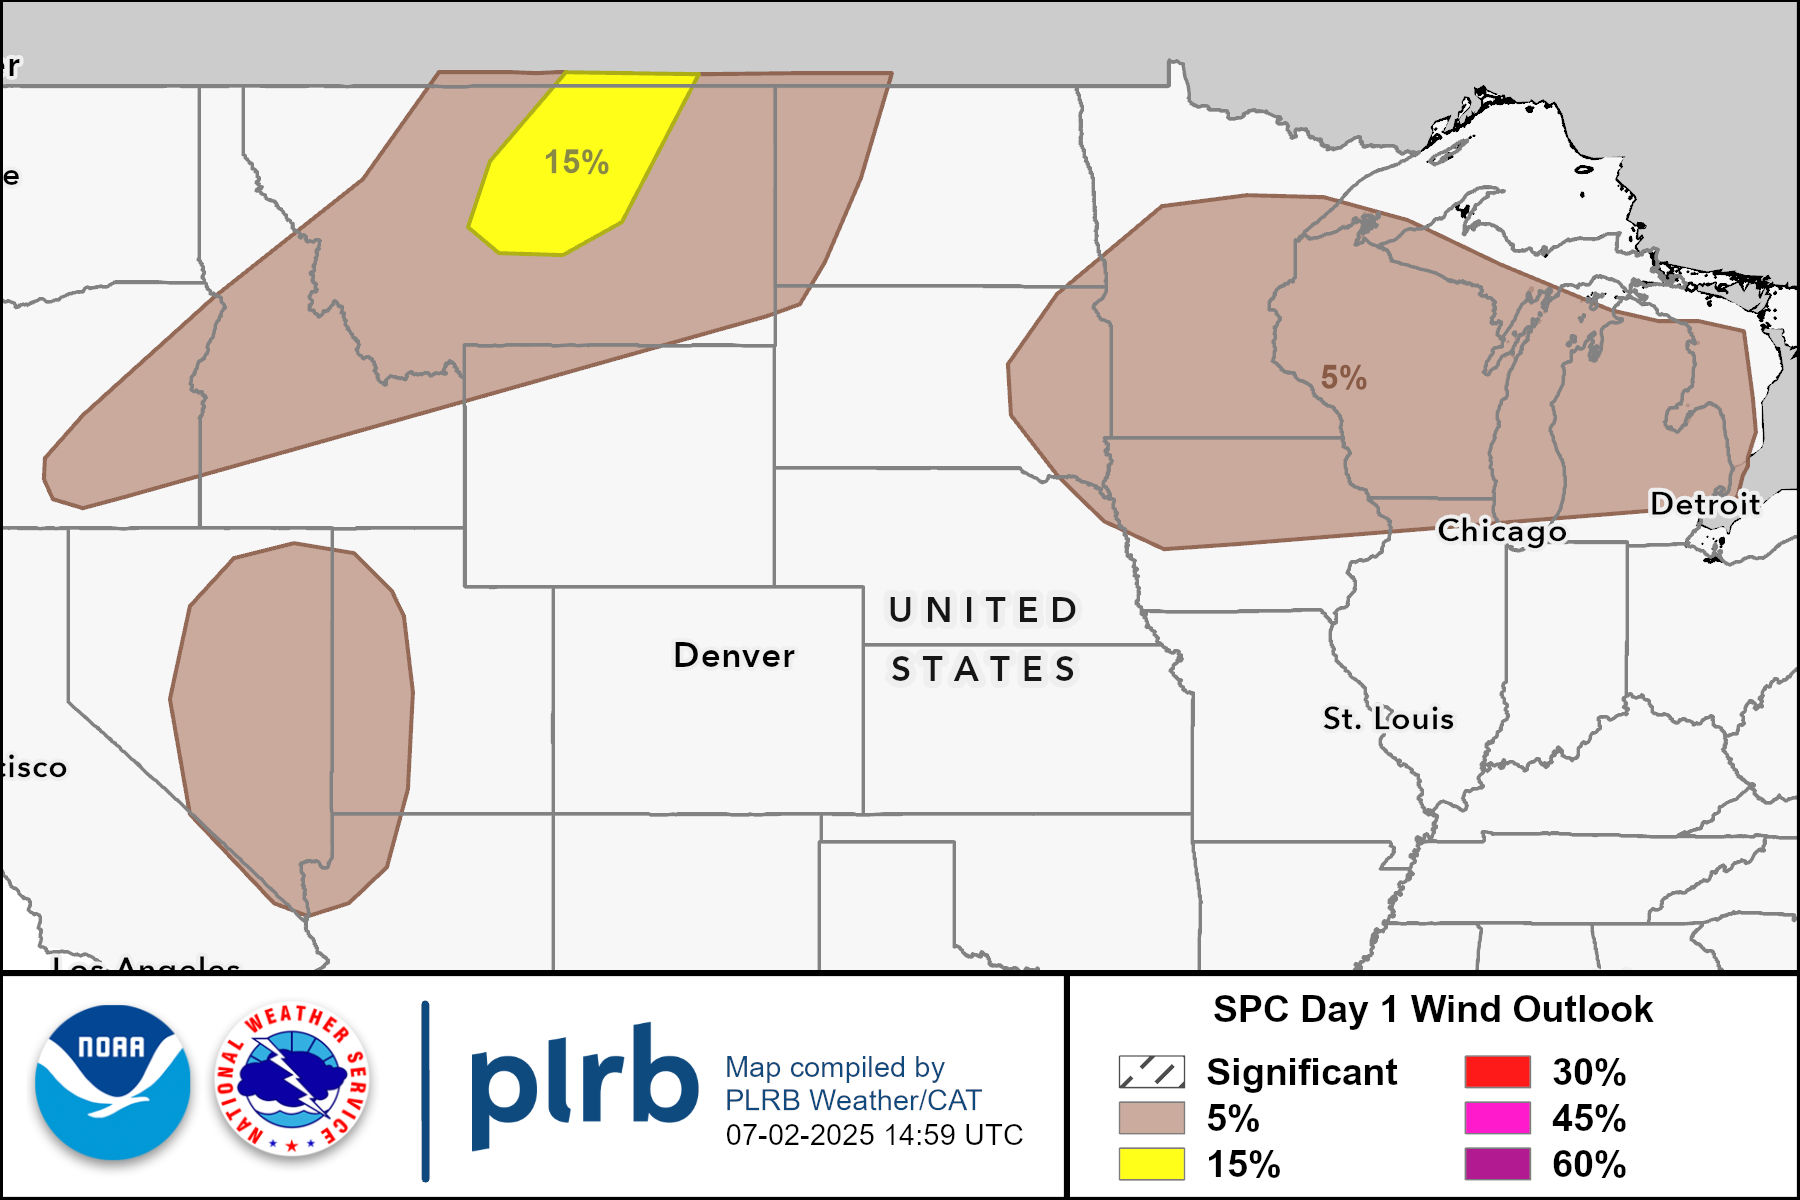 er
15%
e
5%
Detroit
Chicago
UNITED
STATES
Denver
St. Louis
cisco
Los Angeles
NOAA
NATIONAL WEATHER SERVICE
plrb
Map compiled by
PLRB Weather/CAT
07-02-2025 14:59 UTC
SPC Day 1 Wind Outlook
Significant
5%
15%
30%
45%
60%